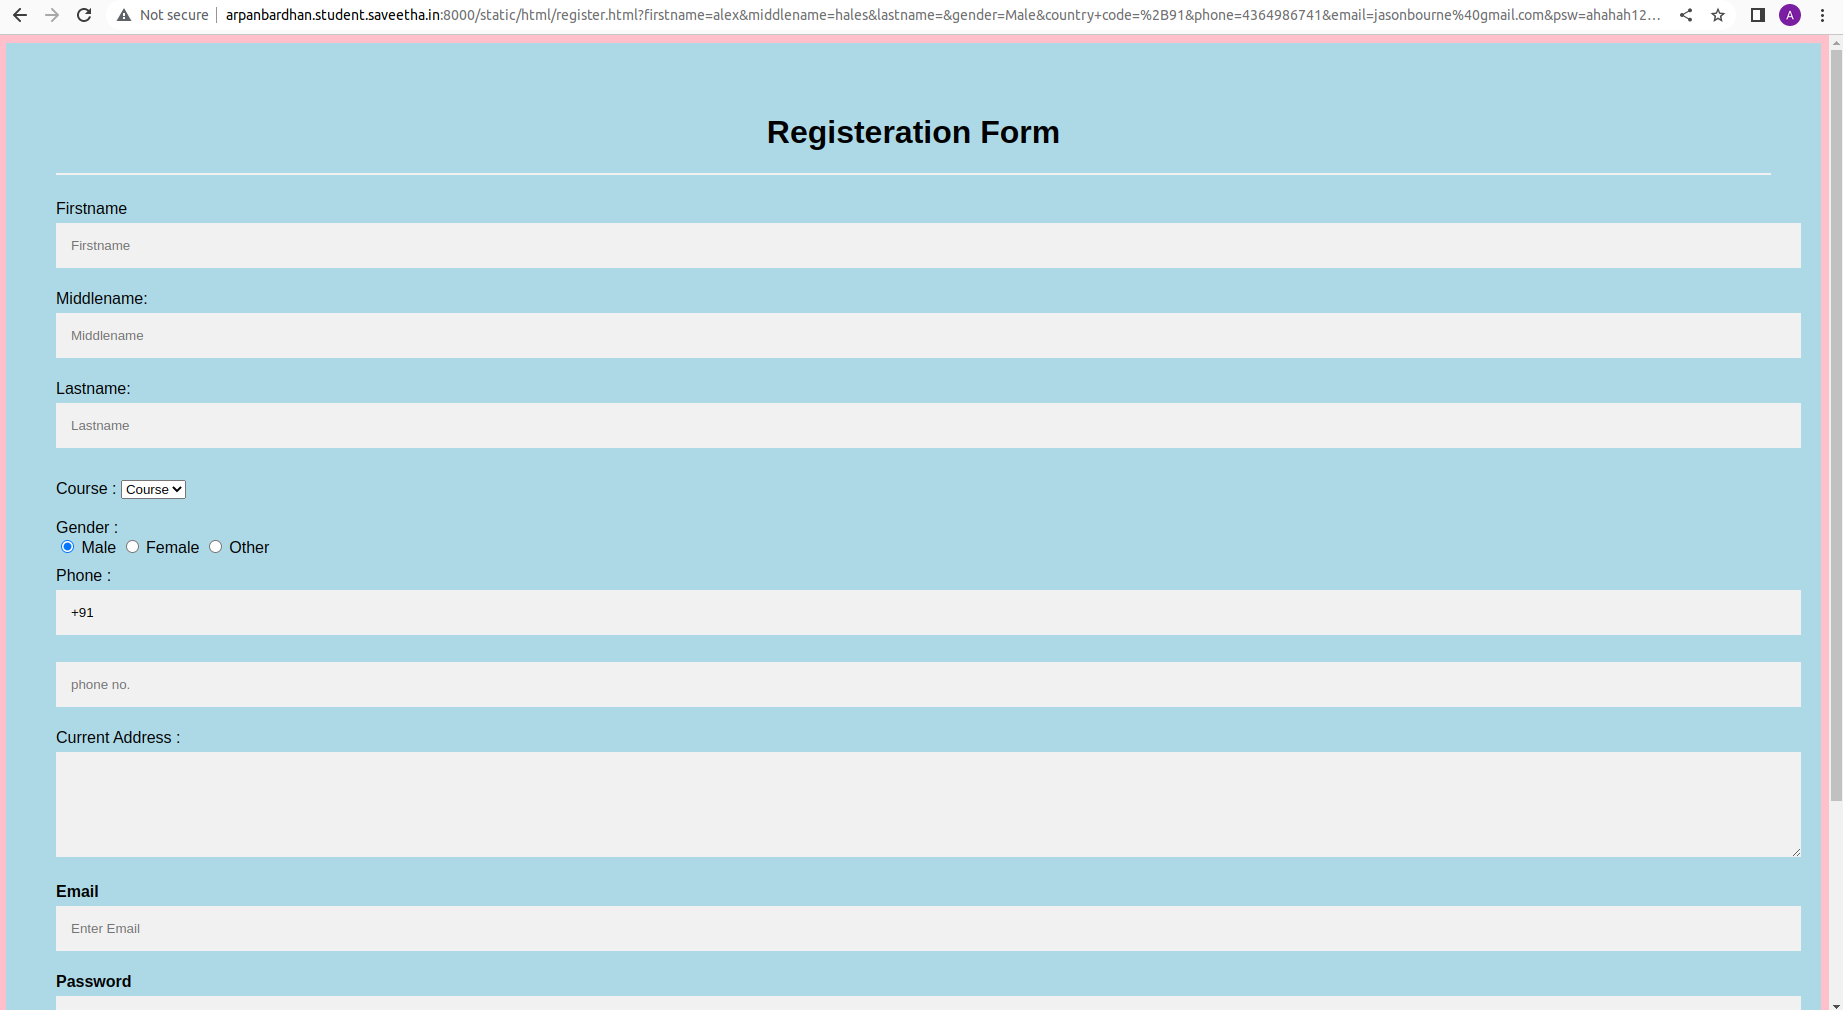 Not secure arpanbardhan.student.saveetha.in:8000/static/html/register.html?firstname=alex&middlename=hales&lastname=&gender=Male&country+code=%2B91&phone=4364986741&email=jasonbourne%40gmail.com&psw=ahahah12... A
Registeration Form
Firstname
Firstname
Middlename:
Middlename
Lastname:
Lastname
Course : Course
Gender :
Male Female Other
Phone :
+91
phone no.
Current Address :
Email
Enter Email
Password